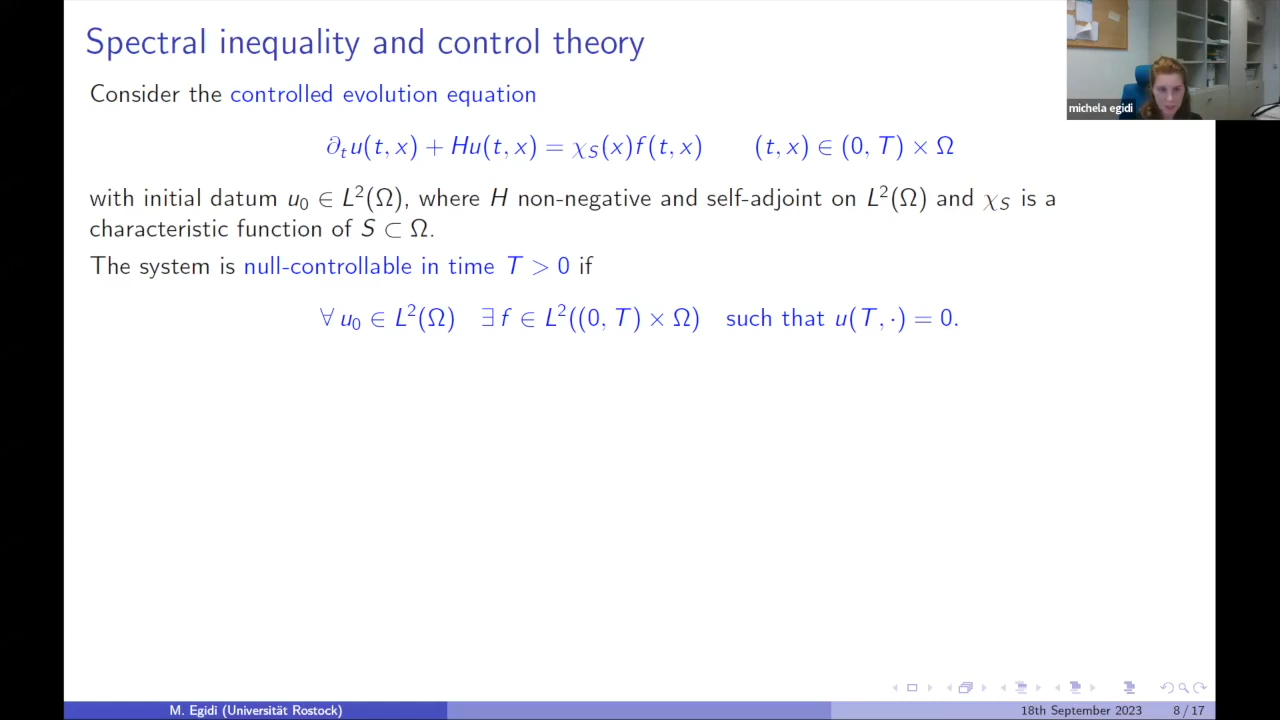 Spectral inequality and control theory
michela egidi
Consider the controlled evolution equation
∂ₜu(t, x) + Hu(t, x) = χ_S(x)f(t, x) (t, x) ∈ (0, T) × Ω
with initial datum u₀ ∈ L²(Ω), where H non-negative and self-adjoint on L²(Ω) and χ_S is a
characteristic function of S ⊂ Ω.
The system is null-controllable in time T > 0 if
∀ u₀ ∈ L²(Ω) ∃ f ∈ L²((0, T) × Ω) such that u(T, ·) = 0.
M. Egidi (Universität Rostock) 18th September 2023 8 / 17